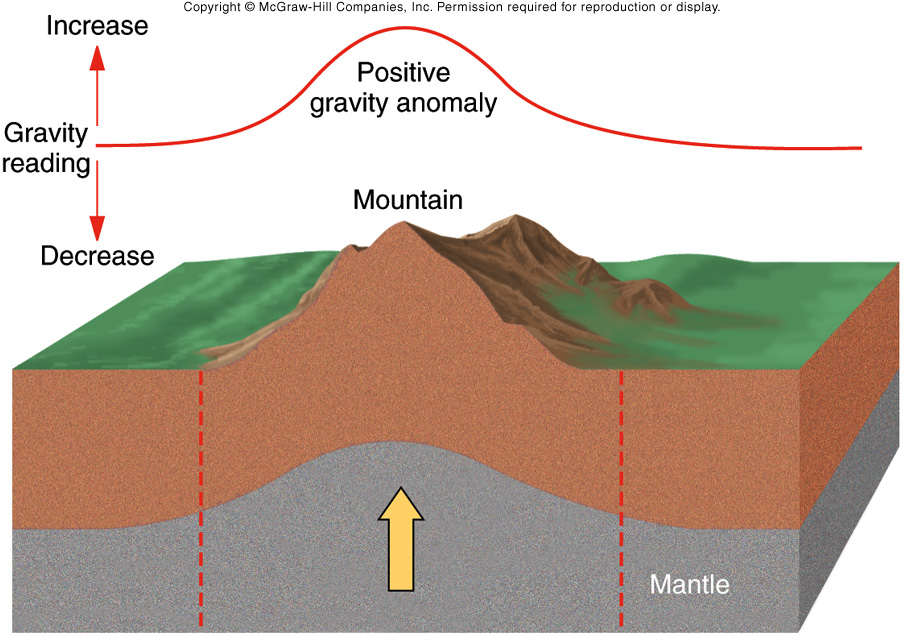 Copyright © McGraw-Hill Companies, Inc. Permission required for reproduction or display.
Increase
Positive
gravity anomaly
Gravity
reading
Mountain
Decrease
Mantle